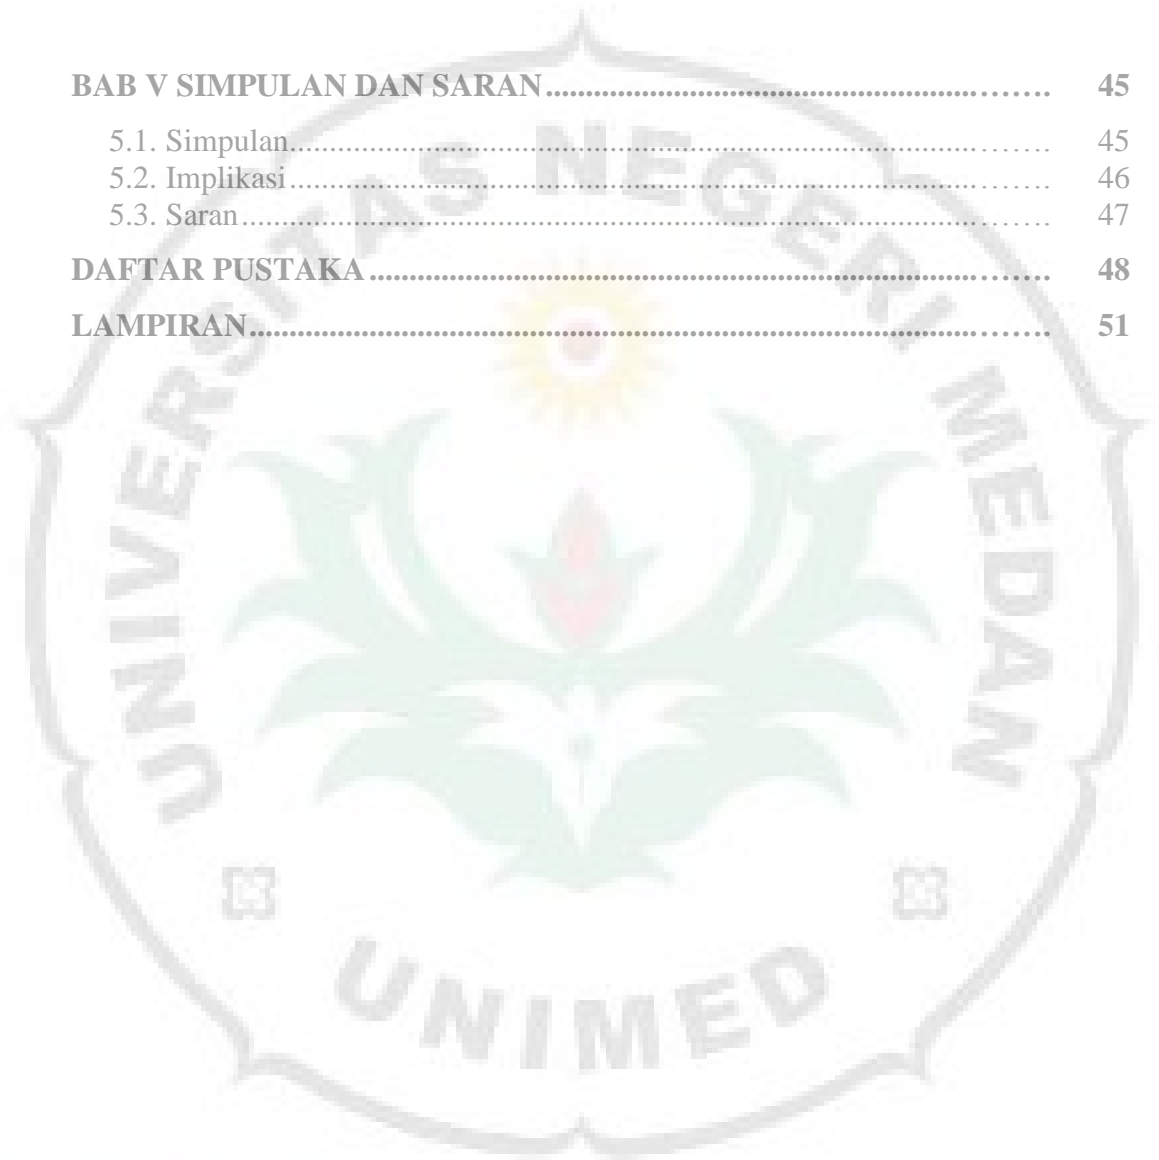 BAB V SIMPULAN DAN SARAN.......................................................... 45
5.1. Simpulan.......................................................................................... 45
5.2. Implikasi.......................................................................................... 46
5.3. Saran................................................................................................ 47
DAFTAR PUSTAKA................................................................................ 48
LAMPIRAN............................................................................................... 51
UNIVERSITAS NEGERI MEDAN
UNIMED